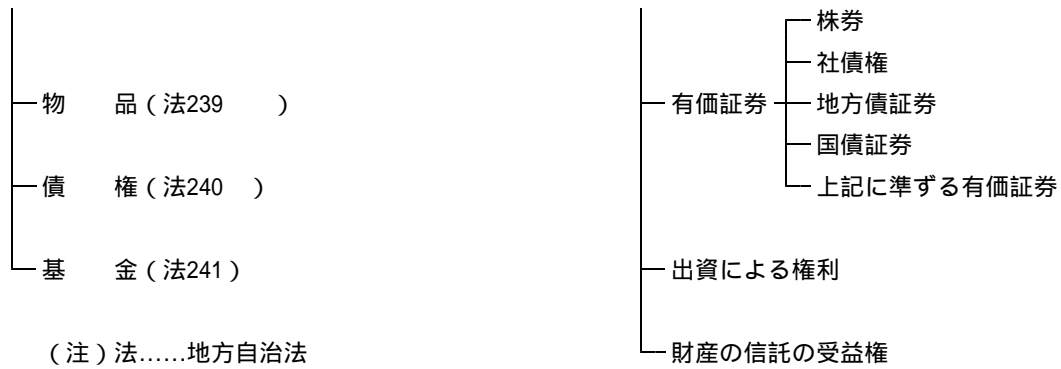 株券
社債権
物　　品（法239　　）
有価証券
地方債証券
国債証券
債　　権（法240　）
上記に準ずる有価証券
基　　金（法241）
出資による権利
（注）法……地方自治法
財産の信託の受益権